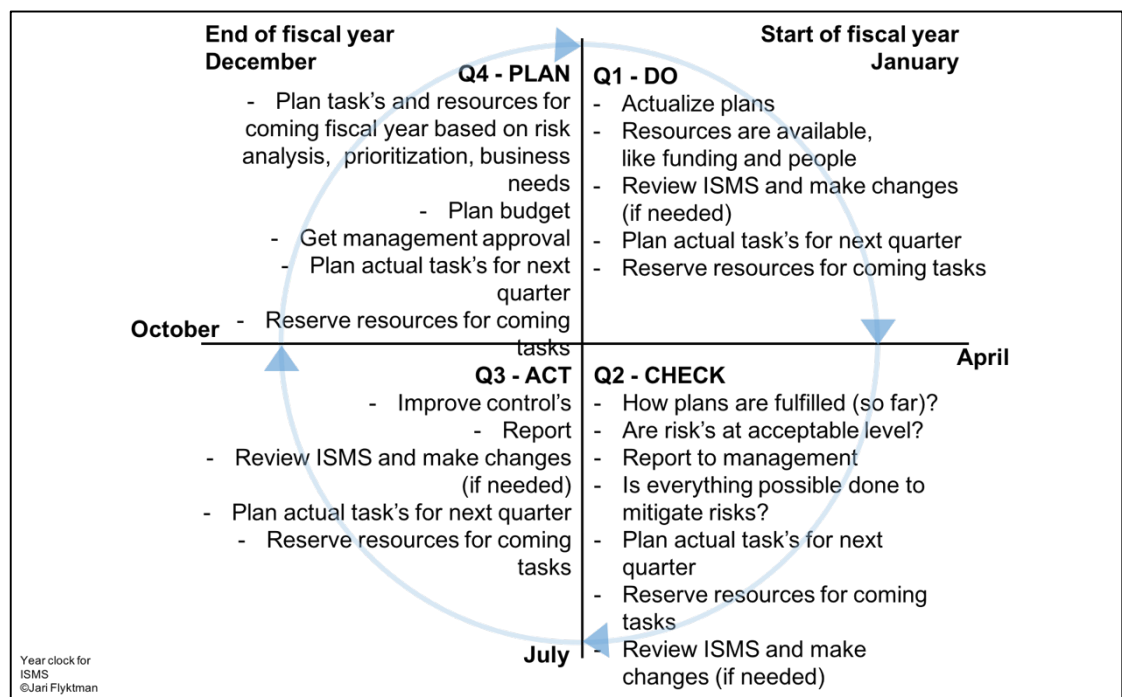 End of fiscal year
December
Start of fiscal year
January
Q4 - PLAN
- Plan task's and resources for
coming fiscal year based on risk
analysis, prioritization, business
needs
- Plan budget
- Get management approval
- Plan actual task's for next
quarter
- Reserve resources for coming
tasks
Q1 - DO
- Actualize plans
- Resources are available,
like funding and people
- Review ISMS and make changes
(if needed)
- Plan actual task's for next quarter
- Reserve resources for coming tasks
October
April
Q3 - ACT
- Improve control's
- Report
- Review ISMS and make changes
(if needed)
- Plan actual task's for next quarter
- Reserve resources for coming
tasks
Q2 - CHECK
- How plans are fulfilled (so far)?
- Are risk's at acceptable level?
- Report to management
- Is everything possible done to
mitigate risks?
- Plan actual task's for next
quarter
- Reserve resources for coming
tasks
- Review ISMS and make
changes (if needed)
July
Year clock for
ISMS
©Jari Flyktman